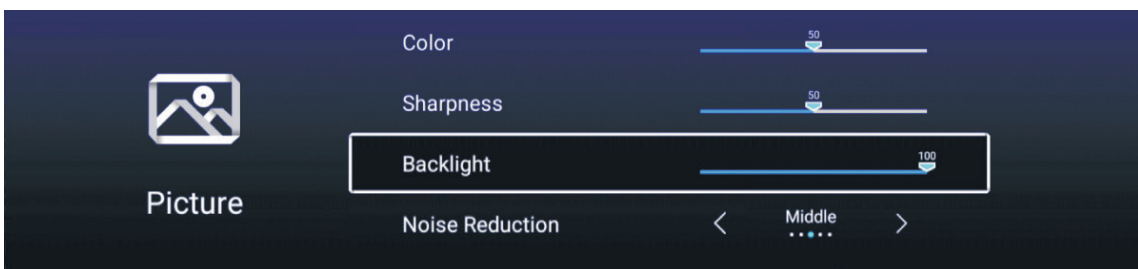 Color 50
Sharpness 50
Backlight 100
Picture
Noise Reduction Middle